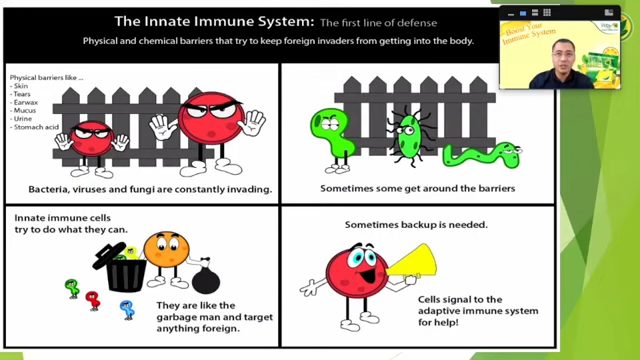 The Innate Immune System: The first line of defense
Physical and chemical barriers that try to keep foreign invaders from getting into the body.
Boost Your
Immune System
Physical barriers like ...
- Skin
- Tears
- Earwax
- Mucus
- Urine
- Stomach acid
Bacteria, viruses and fungi are constantly invading.
Sometimes some get around the barriers
Innate immune cells
try to do what they can.
They are like the
garbage man and target
anything foreign.
Sometimes backup is needed.
Cells signal to the
adaptive immune system
for help!